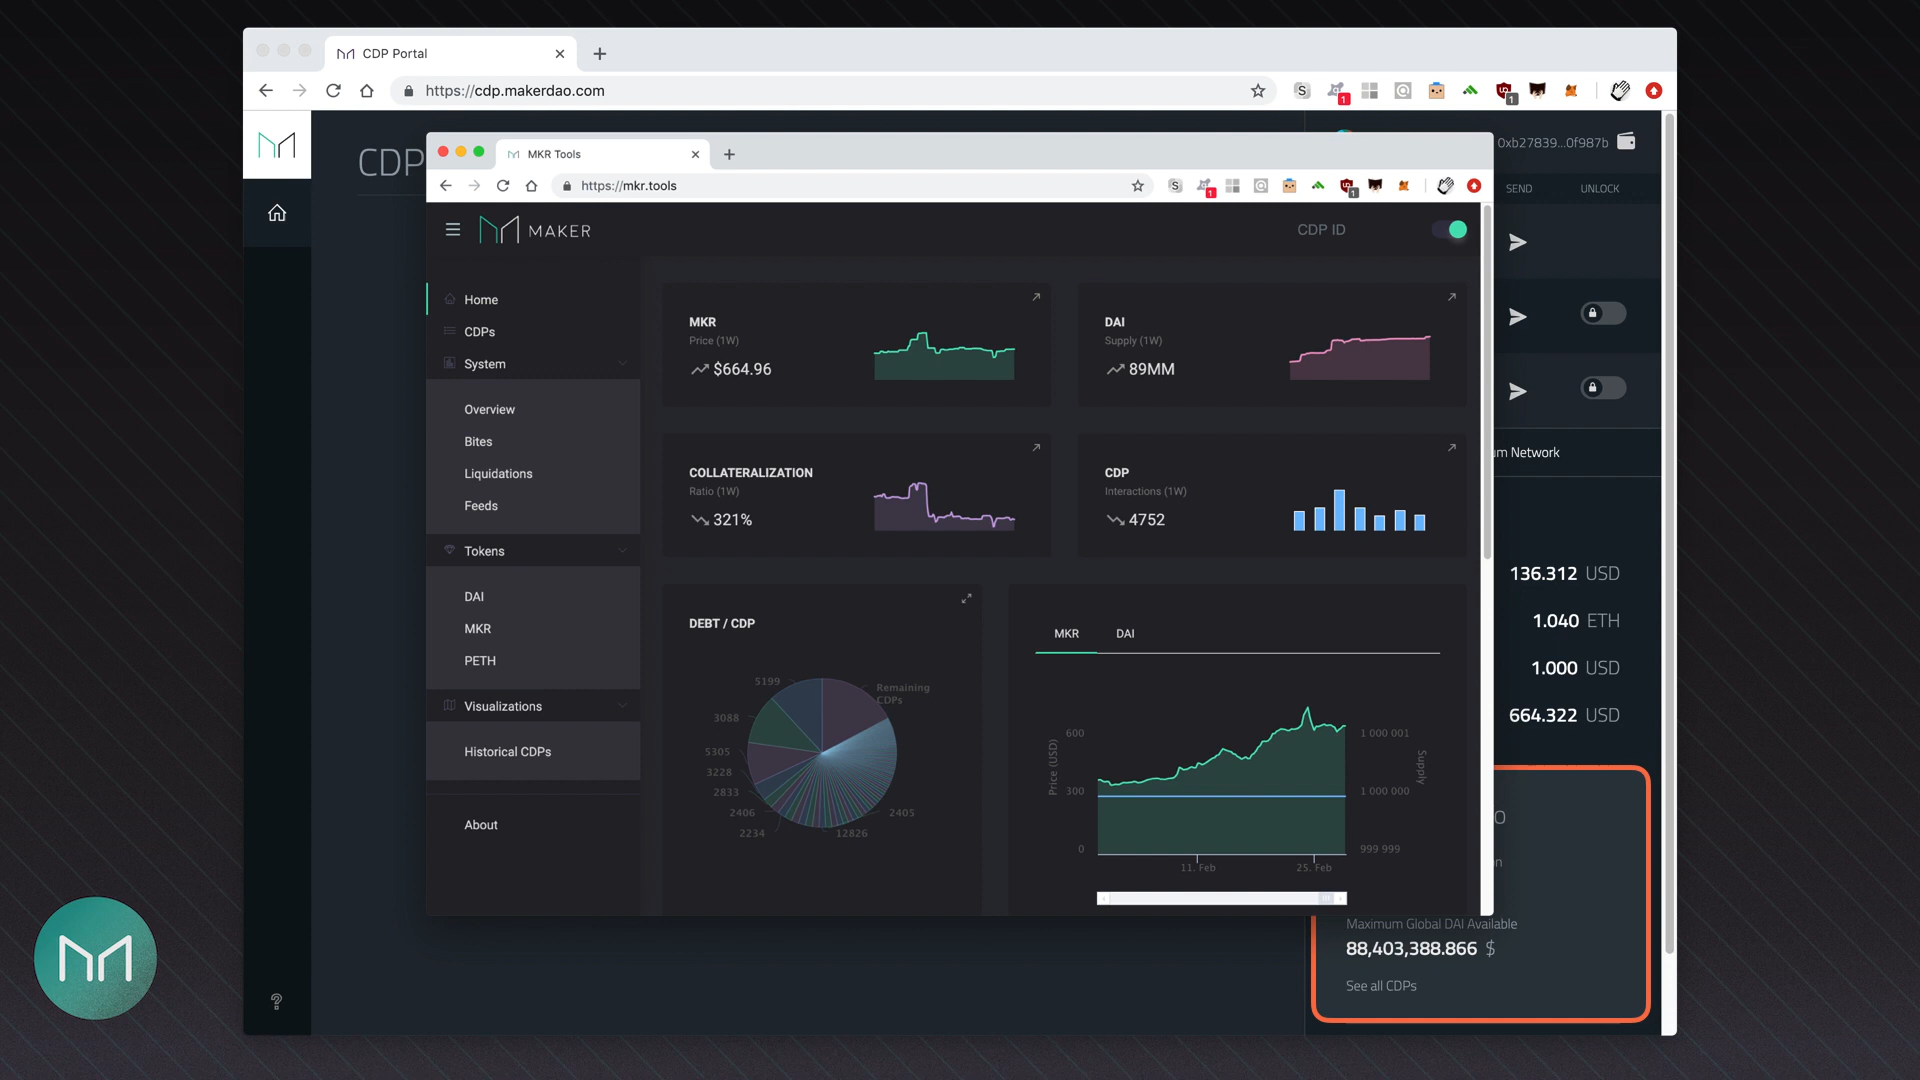 CDP Portal
https://cdp.makerdao.com
CDP
0xb27839...0f987b
SEND
UNLOCK
MKR Tools
https://mkr.tools
MAKER
CDP ID
Home
CDPs
System
Overview
Bites
Liquidations
Feeds
Tokens
DAI
MKR
PETH
Visualizations
Historical CDPs
About
MKR
Price (1W)
$664.96
DAI
Supply (1W)
89MM
COLLATERALIZATION
Ratio (1W)
321%
CDP
Interactions (1W)
4752
DEBT / CDP
5199
Remaining
CDPs
3088
5305
3228
2833
2406
2405
2234
12826
MKR
DAI
600
1 000 001
Price (USD)
Supply
300
1 000 000
0
999 999
11. Feb
25. Feb
Network
136.312 USD
1.040 ETH
1.000 USD
664.322 USD
Maximum Global DAI Available
88,403,388.866 $
See all CDPs
?